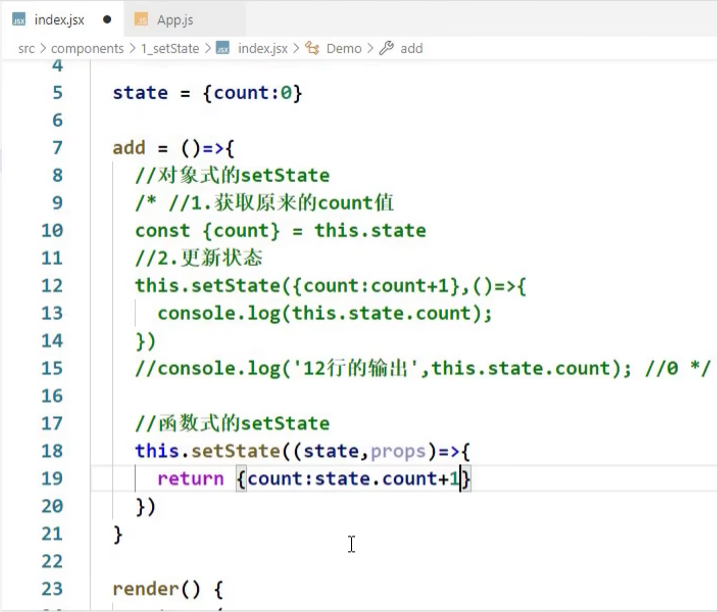 index.jsx ● App.js
src > components > 1_setState > index.jsx > Demo > add
4
5 state = {count:0}
6
7 add = ()=>{
8 //对象式的setState
9 /* //1.获取原来的count值
10 const {count} = this.state
11 //2.更新状态
12 this.setState({count:count+1},()=>{
13 console.log(this.state.count);
14 })
15 //console.log('12行的输出',this.state.count); //0 */
16
17 //函数式的setState
18 this.setState((state,props)=>{
19 return {count:state.count+1}
20 })
21 }
22
23 render() {